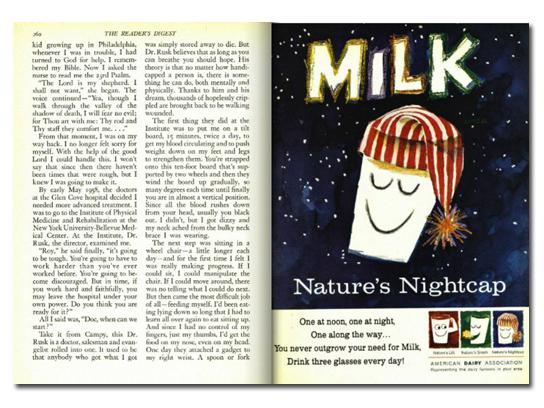 260 THE READER'S DIGEST
kid growing up in Philadelphia,
whenever I was in trouble, I had
turned to God for help. I remem-
bered my Bible. Now I asked the
nurse to read me the 23rd Psalm.
"The Lord is my shepherd. I
shall not want," she began. The
voice continued—"Yea, though I
walk through the valley of the
shadow of death, I will fear no evil;
for Thou art with me: Thy rod and
Thy staff they comfort me. . . ."
From that moment, I was on my
way back. I no longer felt sorry for
myself. With the help of the good
Lord I could handle this. I won't
say that since then there haven't
been times that were rough, but I
knew I was going to make it.
By early May 1958, the doctors
at the Glen Cove hospital decided I
needed more advanced treatment. I
was to go to the Institute of Physical
Medicine and Rehabilitation at the
New York University-Bellevue Med-
ical Center. At the Institute, Dr.
Rusk, the director, examined me.
"Roy," he said finally, "it's going
to be tough. You're going to have to
work harder than you've ever
worked before. You're going to be-
come discouraged. But in time, if
you work hard and faithfully, you
may leave the hospital under your
own power. Do you think you are
ready for it?"
All I said was, "Doc, when can we
start?"
Take it from Campy, this Dr.
Rusk is a doctor, salesman and evan-
gelist rolled into one. It used to be
that anybody who got what I got
was simply stored away to die. But
Dr. Rusk believes that as long as you
can breathe you should hope. His
theory is that no matter how handi-
capped a person is, there is some-
thing he can do, both mentally and
physically. Thanks to him and his
dream, thousands of hopelessly crip-
pled are brought back to be walking
wounded.
The first thing they did at the
Institute was to put me on a tilt
board, 15 minutes, twice a day, to
get my blood circulating and to push
weight down on my feet and legs
to strengthen them. You're strapped
onto this ten-foot board that's sup-
ported by two wheels and then they
wind the board up gradually, so
many degrees each time until finally
you are in almost a vertical position.
Since all the blood rushes down
from your head, usually you black
out. I didn't, but I got dizzy and
my neck ached from the bulky neck
brace I was wearing.
The next step was sitting in a
wheel chair—a little longer each
day—and for the first time I felt I
was really making progress. If I
could sit, I could manipulate the
chair. If I could move around, there
was no telling what I could do next.
But then came the most difficult job
of all—feeding myself. I'd been eat-
ing lying down so long that I had to
learn all over again to eat sitting up.
And since I had no control of my
fingers, just my thumbs, I'd get the
food on my nose, even on my head.
One day they attached a gadget to
my right wrist. A spoon or fork
MILK
Nature's Nightcap
One at noon, one at night,
One along the way...
You never outgrow your need for Milk,
Drink three glasses every day!
Nature's Lift Nature's Snack Nature's Nightcap
AMERICAN DAIRY ASSOCIATION
Representing the dairy farmers in your area